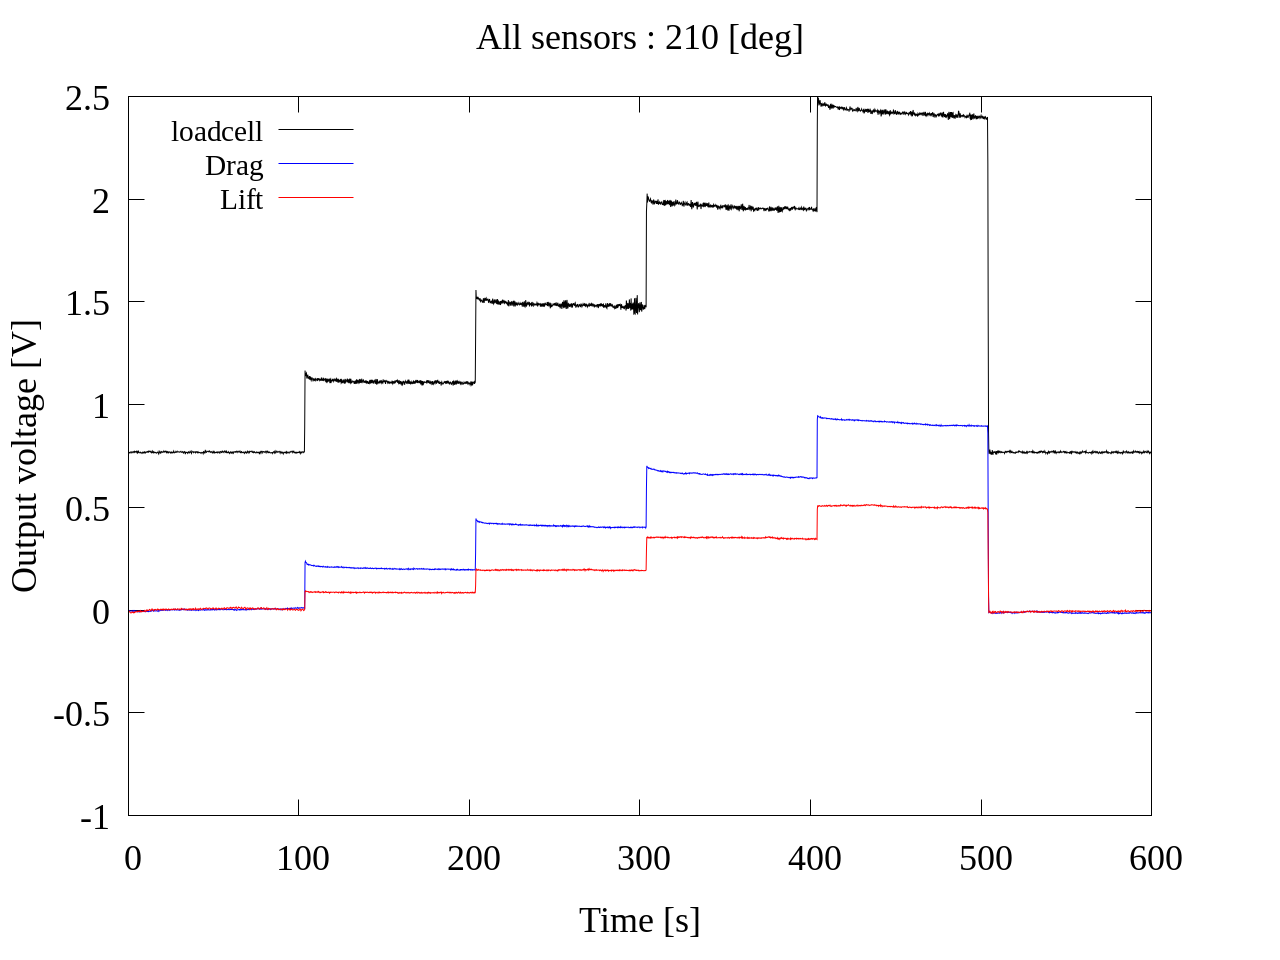 All sensors : 210 [deg]
2.5
2
1.5
1
0.5
0
-0.5
-1
loadcell
Drag
Lift
Output voltage [V]
0 100 200 300 400 500 600
Time [s]